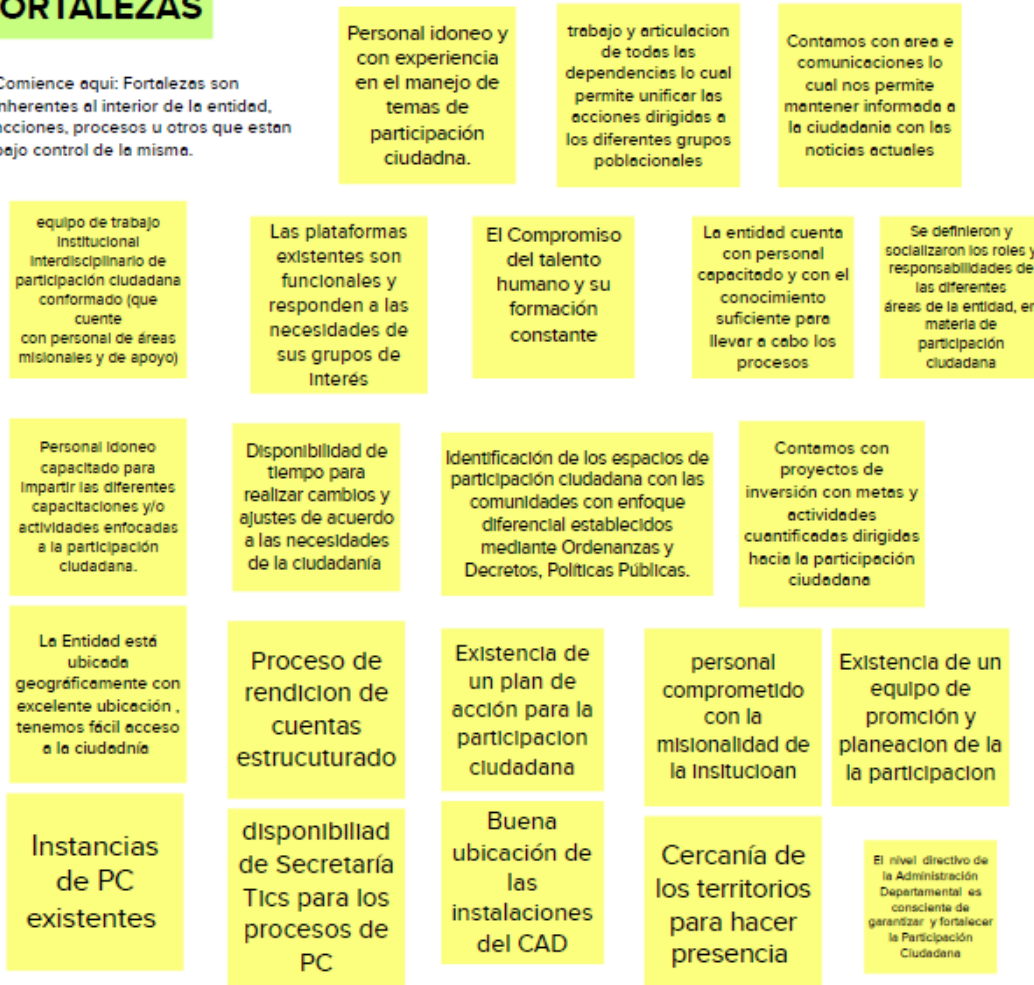 FORTALEZAS
Comience aqui: Fortalezas son
inherentes al interior de la entidad,
acciones, procesos u otros que estan
bajo control de la misma.
Personal idoneo y
con experiencia
en el manejo de
temas de
participación
ciudadna.
trabajo y articulacion
de todas las
dependencias lo cual
permite unificar las
acciones dirigidas a
los diferentes grupos
poblacionales
Contamos con area e
comunicaciones lo
cual nos permite
mantener informada a
la ciudadania con las
noticias actuales
equipo de trabajo
institucional
interdisciplinario de
participación ciudadana
conformado (que
cuente
con personal de áreas
misionales y de apoyo)
Las plataformas
existentes son
funcionales y
responden a las
necesidades de
sus grupos de
interés
El Compromiso
del talento
humano y su
formación
constante
La entidad cuenta
con personal
capacitado y con el
conocimiento
suficiente para
llevar a cabo los
procesos
Se definieron y
socializaron los roles y
responsabilidades de
las diferentes
áreas de la entidad, en
materia de
participación
ciudadana
Personal idoneo
capacitado para
impartir las diferentes
capacitaciones y/o
actividades enfocadas
a la participación
ciudadana.
Disponibilidad de
tiempo para
realizar cambios y
ajustes de acuerdo
a las necesidades
de la ciudadanía
Identificación de los espacios de
participación ciudadana con las
comunidades con enfoque
diferencial establecidos
mediante Ordenanzas y
Decretos, Políticas Públicas.
Contamos con
proyectos de
inversión con metas y
actividades
cuantificadas dirigidas
hacia la participación
ciudadana
La Entidad está
ubicada
geográficamente con
excelente ubicación ,
tenemos fácil acceso
a la ciudadnía
Proceso de
rendicion de
cuentas
estrucuturado
Existencia de
un plan de
acción para la
participacion
ciudadana
personal
comprometido
con la
misionalidad de
la insitucioan
Existencia de un
equipo de
promción y
planeacion de la
la participacion
Instancias
de PC
existentes
disponibiliad
de Secretaría
Tics para los
procesos de
PC
Buena
ubicación de
las
instalaciones
del CAD
Cercanía de
los territorios
para hacer
presencia
El nivel directivo de
la Administración
Departamental es
consciente de
garantizar y fortalecer
la Participación
Ciudadana